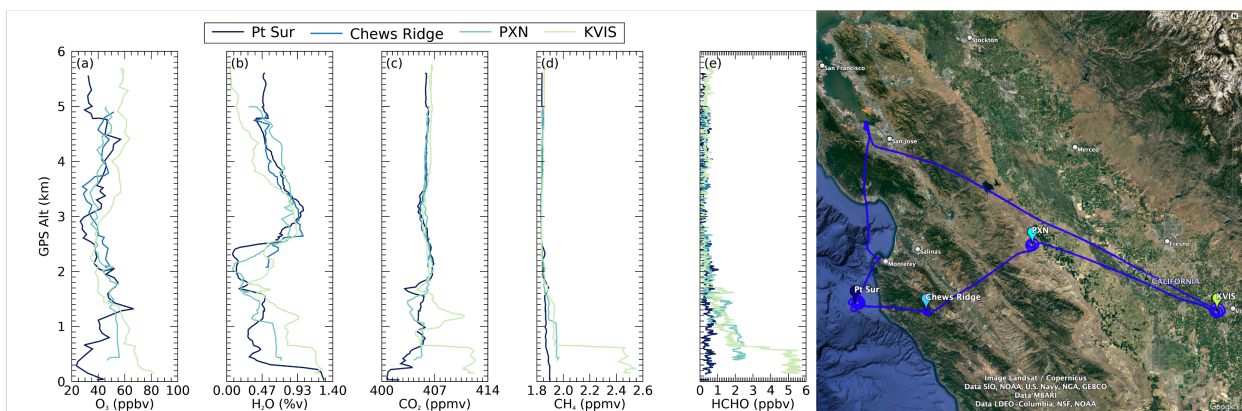 Pt Sur Chews Ridge PXN KVIS
(a) (b) (c) (d) (e)
6
5
4
3
2
1
0
GPS Alt (km)
20 40 60 80 100
O₃ (ppbv)
0.00 0.47 0.93 1.40
H₂O (%v)
400 407 414
CO₂ (ppmv)
1.8 2.0 2.2 2.4 2.6
CH₄ (ppmv)
0 1 2 3 4 5 6
HCHO (ppbv)
N
Stockton
San Francisco
San Jose
Merced
PXN
Salinas
Fresno
Monterey
CALIFORNIA
Pt Sur
Chews Ridge
KVIS
Image Landsat / Copernicus
Data SIO, NOAA, U.S. Navy, NGA, GEBCO
Data MBARI
Data LDEO-Columbia, NSF, NOAA
Google